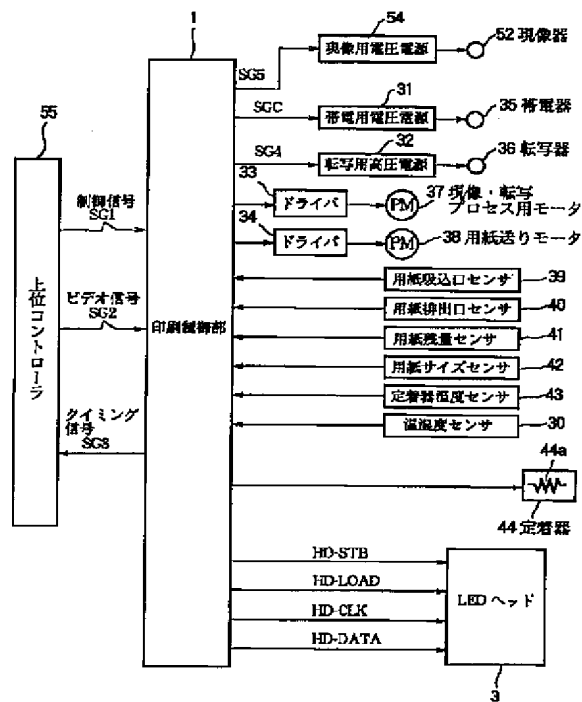 1
54
現像用電圧電源
52 現像器
SG5
55
31
帯電用電圧電源
35 帯電器
SGC
32
転写用高圧電源
36 転写器
SG4
33
ドライバ
PM
37 現像・転写
プロセス用モータ
34
ドライバ
PM
38 用紙送りモータ
制御信号
SG1
上位コントローラ
ビデオ信号
SG2
印刷制御部
用紙吸込口センサ
39
用紙排出口センサ
40
用紙残量センサ
41
用紙サイズセンサ
42
定着器温度センサ
43
温湿度センサ
30
タイミング
信号
SG3
44a
44 定着器
HD-STB
HD-LOAD
HD-CLK
HD-DATA
LED ヘッド
3